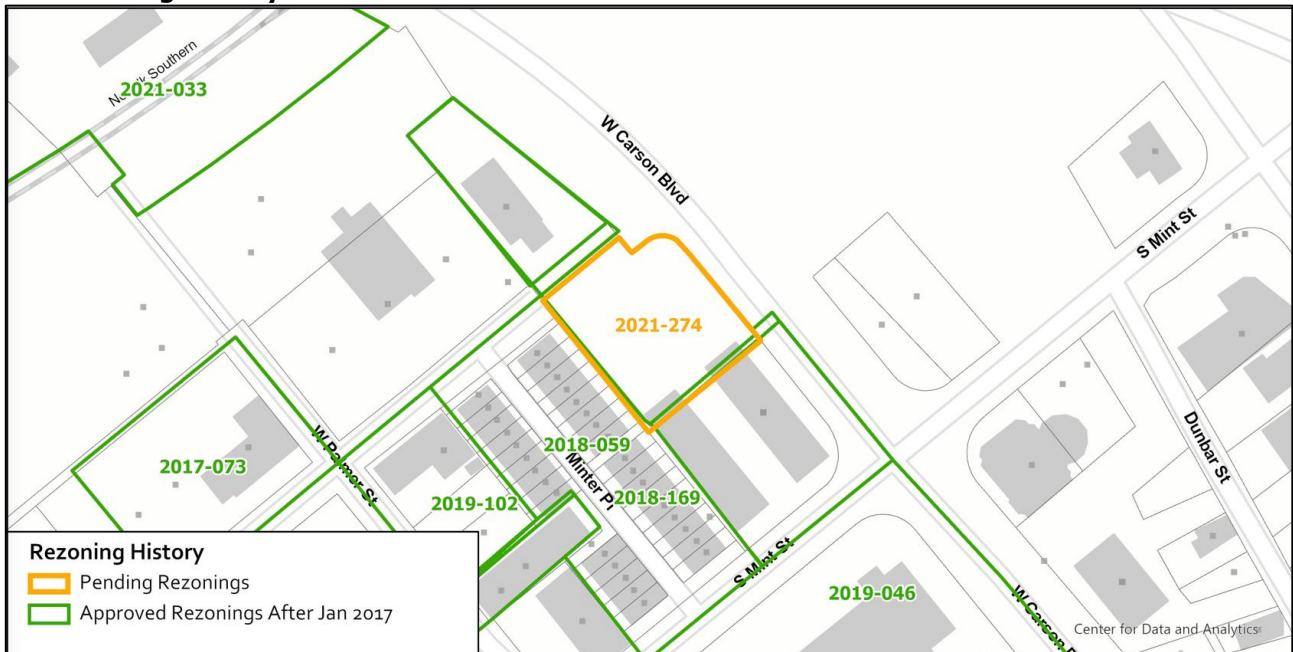 Norfolk Southern
2021-033
W Carson Blvd
S Mint St
2021-274
Dunbar St
2018-059
2017-073
W Palmer St
Minter Pl
2019-102
2018-169
S Mint St
2019-046
W Carson
Rezoning History
Pending Rezonings
Approved Rezonings After Jan 2017
Center for Data and Analytics